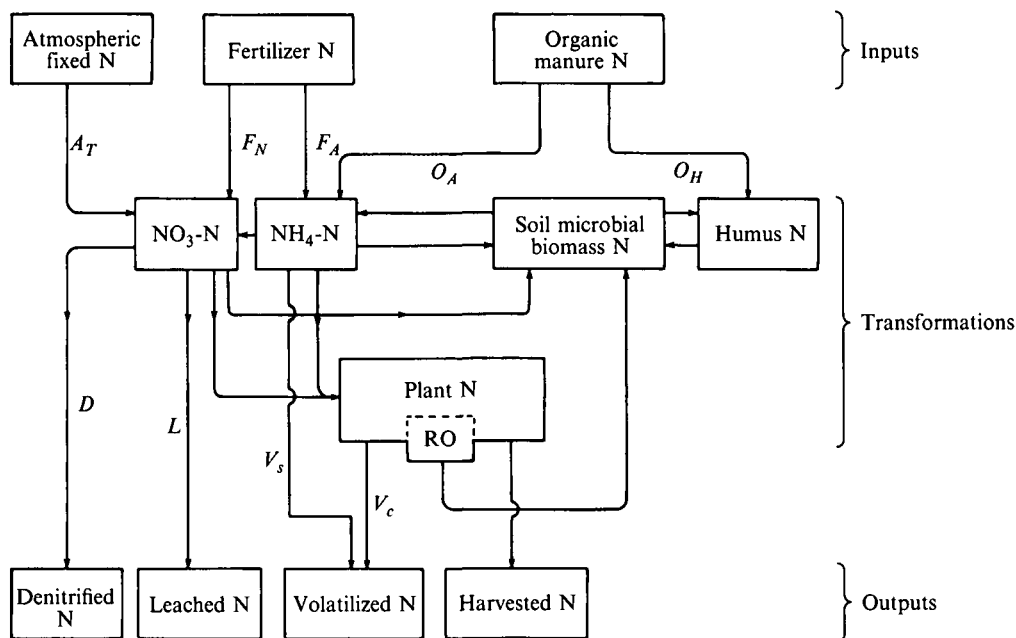 Atmospheric
fixed N
Fertilizer N
Organic
manure N
Inputs
A_T
F_N
F_A
O_A
O_H
NO₃-N
NH₄-N
Soil microbial
biomass N
Humus N
Transformations
Plant N
RO
D
L
V_s
V_c
Denitrified
N
Leached N
Volatilized N
Harvested N
Outputs